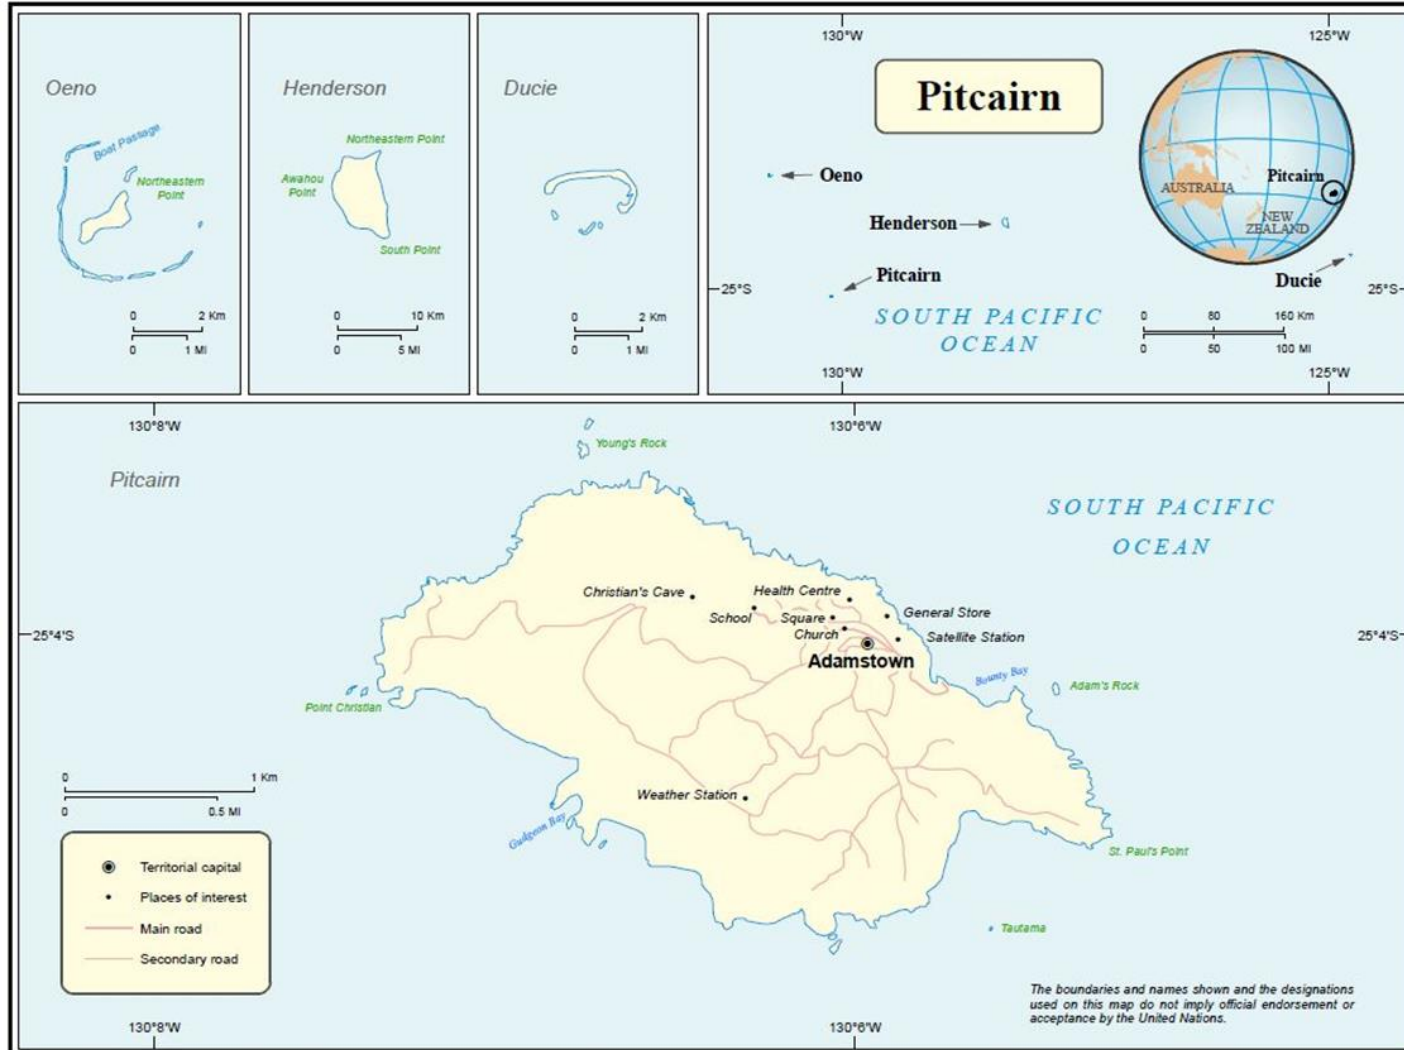 Oeno
Boat Passage
Northeastern
Point
0 2 Km
0 1 MI
Henderson
Northeastern Point
Awahou
Point
South Point
0 10 Km
0 5 MI
Ducie
0 2 Km
0 1 MI
130°W 125°W
Pitcairn
Oeno
Henderson
Pitcairn
25°S
SOUTH PACIFIC
OCEAN
AUSTRALIA
Pitcairn
NEW
ZEALAND
Ducie
25°S
0 80 160 Km
0 50 100 MI
130°W 125°W
130°8'W 130°6'W
Pitcairn
Young's Rock
SOUTH PACIFIC
OCEAN
Christian's Cave
Health Centre
School
Square
General Store
Church
Satellite Station
25°4'S 25°4'S
Adamstown
Bounty Bay
Adam's Rock
Point Christian
0 1 Km
0 0.5 MI
Weather Station
Gudgeon Bay
St. Paul's Point
Territorial capital
Places of interest
Main road
Secondary road
Tautama
The boundaries and names shown and the designations
used on this map do not imply official endorsement or
acceptance by the United Nations.
130°8'W 130°6'W